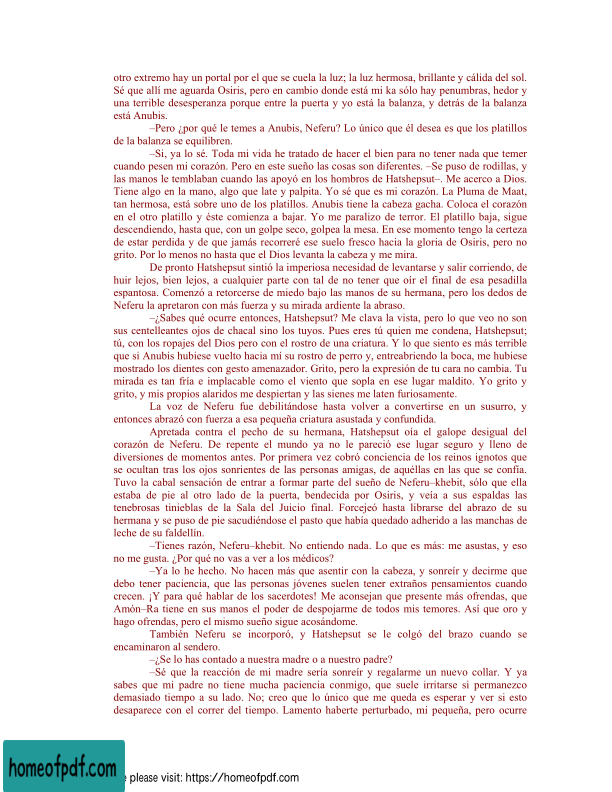 otro extremo hay un portal por el que se cuela la luz; la luz hermosa, brillante y cálida del sol.
Sé que allí me aguarda Osiris, pero en cambio donde está mi ka sólo hay penumbras, hedor y
una terrible desesperanza porque entre la puerta y yo está la balanza, y detrás de la balanza
está Anubis.
–Pero ¿por qué le temes a Anubis, Neferu? Lo único que él desea es que los platillos
de la balanza se equilibren.
–Sí, ya lo sé. Toda mi vida he tratado de hacer el bien para no tener nada que temer
cuando pesen mi corazón. Pero en este sueño las cosas son diferentes. –Se puso de rodillas, y
las manos le temblaban cuando las apoyó en los hombros de Hatshepsut–. Me acerco a Dios.
Tiene algo en la mano, algo que late y palpita. Yo sé que es mi corazón. La Pluma de Maat,
tan hermosa, está sobre uno de los platillos. Anubis tiene la cabeza gacha. Coloca el corazón
en el otro platillo y éste comienza a bajar. Yo me paralizo de terror. El platillo baja, sigue
descendiendo, hasta que, con un golpe seco, golpea la mesa. En ese momento tengo la certeza
de estar perdida y de que jamás recorreré ese suelo fresco hacia la gloria de Osiris, pero no
grito. Por lo menos no hasta que el Dios levanta la cabeza y me mira.
De pronto Hatshepsut sintió la imperiosa necesidad de levantarse y salir corriendo, de
huir lejos, bien lejos, a cualquier parte con tal de no tener que oír el final de esa pesadilla
espantosa. Comenzó a retorcerse de miedo bajo las manos de su hermana, pero los dedos de
Neferu la apretaron con más fuerza y su mirada ardiente la abraso.
–¿Sabes qué ocurre entonces, Hatshepsut? Me clava la vista, pero lo que veo no son
sus centelleantes ojos de chacal sino los tuyos. Pues eres tú quien me condena, Hatshepsut;
tú, con los ropajes del Dios pero con el rostro de una criatura. Y lo que siento es más terrible
que si Anubis hubiese vuelto hacia mí su rostro de perro y, entreabriendo la boca, me hubiese
mostrado los dientes con gesto amenazador. Grito, pero la expresión de tu cara no cambia. Tu
mirada es tan fría e implacable como el viento que sopla en ese lugar maldito. Yo grito y
grito, y mis propios alaridos me despiertan y las sienes me laten furiosamente.
La voz de Neferu fue debilitándose hasta volver a convertirse en un susurro, y
entonces abrazó con fuerza a esa pequeña criatura asustada y confundida.
Apretada contra el pecho de su hermana, Hatshepsut oía el galope desigual del
corazón de Neferu. De repente el mundo ya no le pareció ese lugar seguro y lleno de
diversiones de momentos antes. Por primera vez cobró conciencia de los reinos ignotos que
se ocultan tras los ojos sonrientes de las personas amigas, de aquéllas en las que se confía.
Tuvo la cabal sensación de entrar a formar parte del sueño de Neferu–khebit, sólo que ella
estaba de pie al otro lado de la puerta, bendecida por Osiris, y veía a sus espaldas las
tenebrosas tinieblas de la Sala del Juicio final. Forcejeó hasta librarse del abrazo de su
hermana y se puso de pie sacudiéndose el pasto que había quedado adherido a las manchas de
leche de su faldellín.
–Tienes razón, Neferu–khebit. No entiendo nada. Lo que es más: me asustas, y eso
no me gusta. ¿Por qué no vas a ver a los médicos?
–Ya lo he hecho. No hacen más que asentir con la cabeza, y sonreír y decirme que
debo tener paciencia, que las personas jóvenes suelen tener extraños pensamientos cuando
crecen. ¡Y para qué hablar de los sacerdotes! Me aconsejan que presente más ofrendas, que
Amón–Ra tiene en sus manos el poder de despojarme de todos mis temores. Así que oro y
hago ofrendas, pero el mismo sueño sigue acosándome.
También Neferu se incorporó, y Hatshepsut se le colgó del brazo cuando se
encaminaron al sendero.
–¿Se lo has contado a nuestra madre o a nuestro padre?
–Sé que la reacción de mi madre sería sonreír y regalarme un nuevo collar. Y ya
sabes que mi padre no tiene mucha paciencia conmigo, que suele irritarse si permanezco
demasiado tiempo a su lado. No; creo que lo único que me queda es esperar y ver si esto
desaparece con el correr del tiempo. Lamento haberte perturbado, mi pequeña, pero ocurre
homeofpdf.com
please visit: https://homeofpdf.com